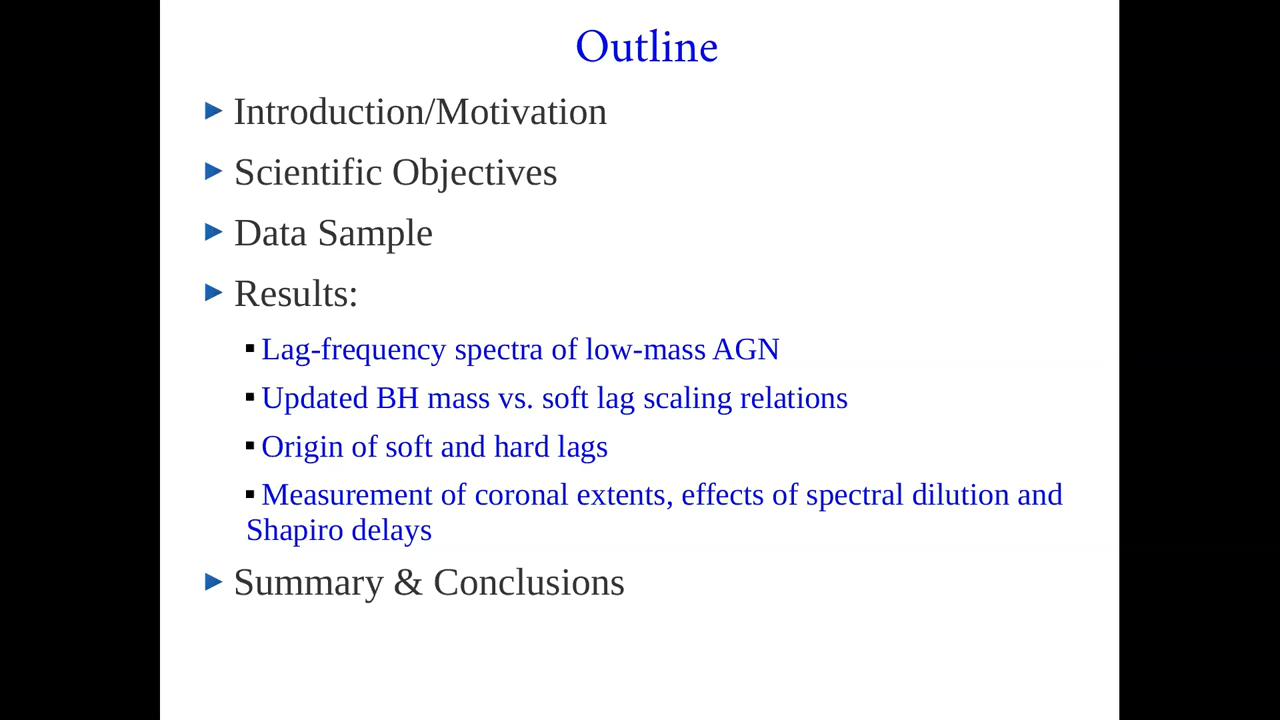 Outline
Introduction/Motivation
Scientific Objectives
Data Sample
Results:
Lag-frequency spectra of low-mass AGN
Updated BH mass vs. soft lag scaling relations
Origin of soft and hard lags
Measurement of coronal extents, effects of spectral dilution and
Shapiro delays
Summary & Conclusions